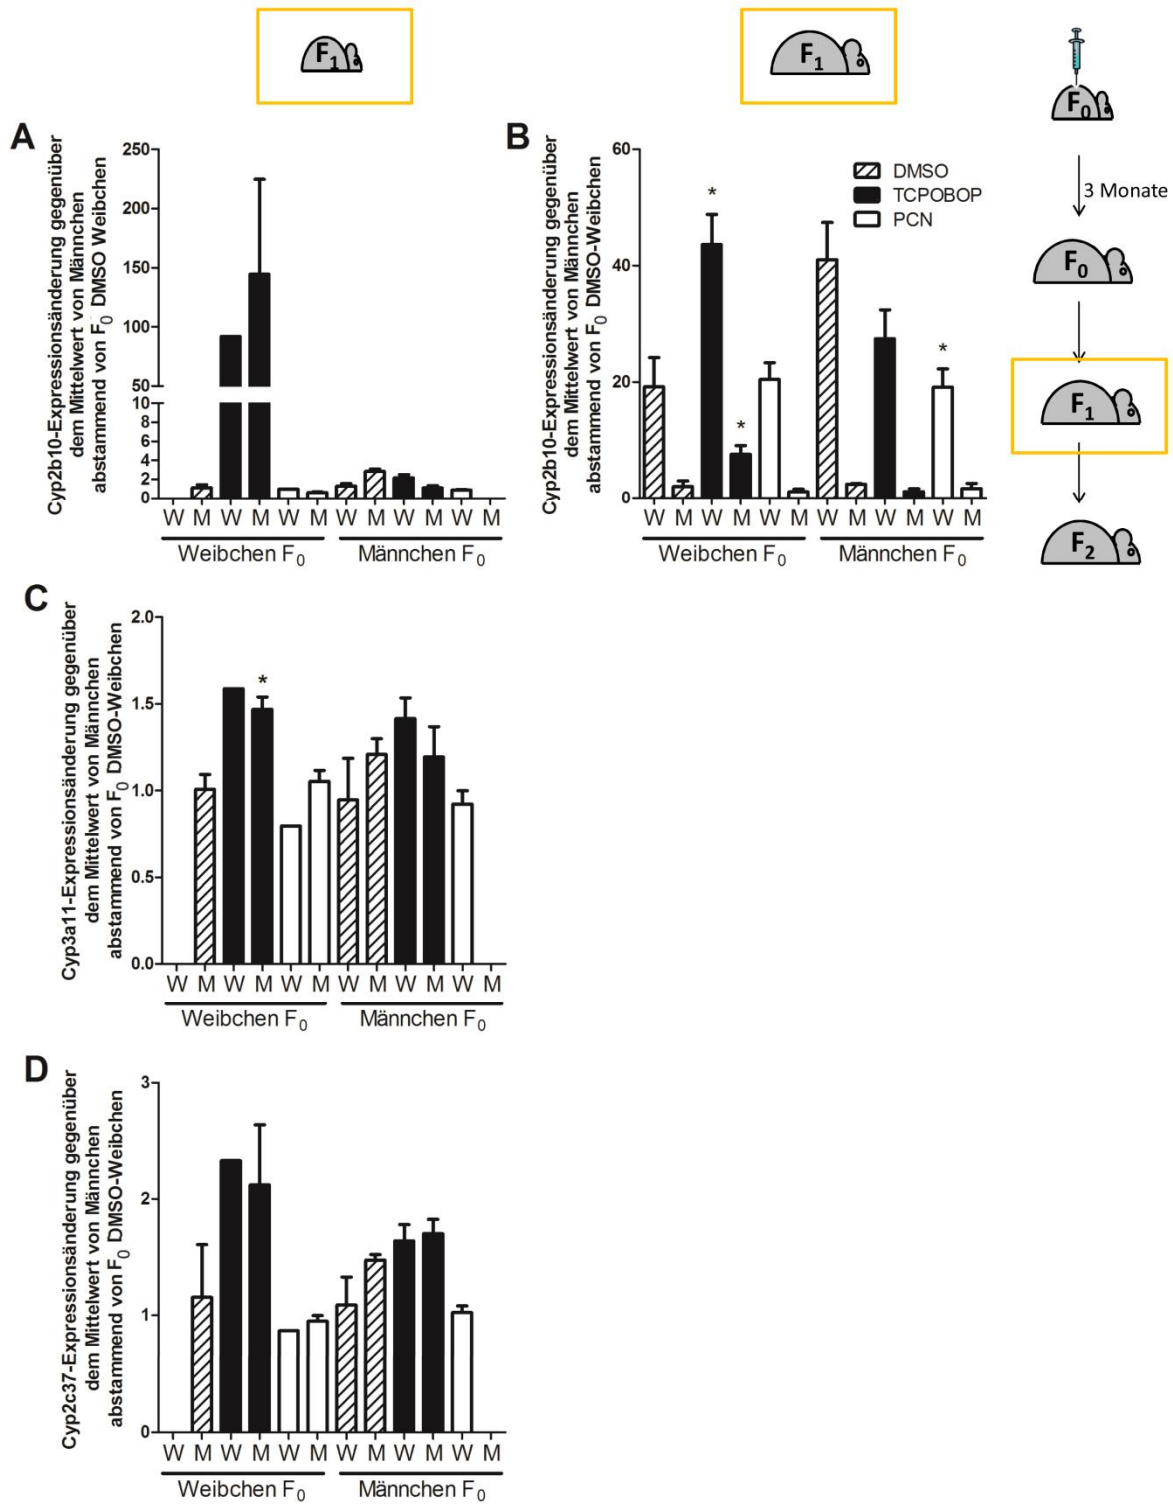 F1
F1
F0
A
Cyp2b10-Expressionsänderung gegenüber
dem Mittelwert von Männchen
abstammend von F0 DMSO Weibchen
250
200
150
100
50
10
8
6
4
2
0
W M W M W M W M W M W M
Weibchen F0 Männchen F0
B
Cyp2b10-Expressionsänderung gegenüber
dem Mittelwert von Männchen
abstammend von F0 DMSO-Weibchen
60
40
20
0
* * *
DMSO
TCPOBOP
PCN
W M W M W M W M W M W M
Weibchen F0 Männchen F0
3 Monate
F0
F1
F2
C
Cyp3a11-Expressionsänderung gegenüber
dem Mittelwert von Männchen
abstammend von F0 DMSO-Weibchen
2.0
1.5
1.0
0.5
0.0
*
W M W M W M W M W M W M
Weibchen F0 Männchen F0
D
Cyp2c37-Expressionsänderung gegenüber
dem Mittelwert von Männchen
abstammend von F0 DMSO-Weibchen
3
2
1
0
W M W M W M W M W M W M
Weibchen F0 Männchen F0